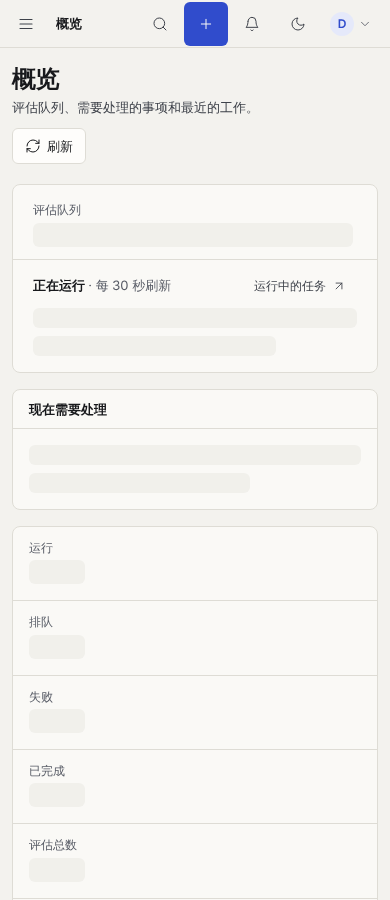 概览
D
概览
评估队列、需要处理的事项和最近的工作。
刷新
评估队列
正在运行 · 每 30 秒刷新
运行中的任务
现在需要处理
运行
排队
失败
已完成
评估总数